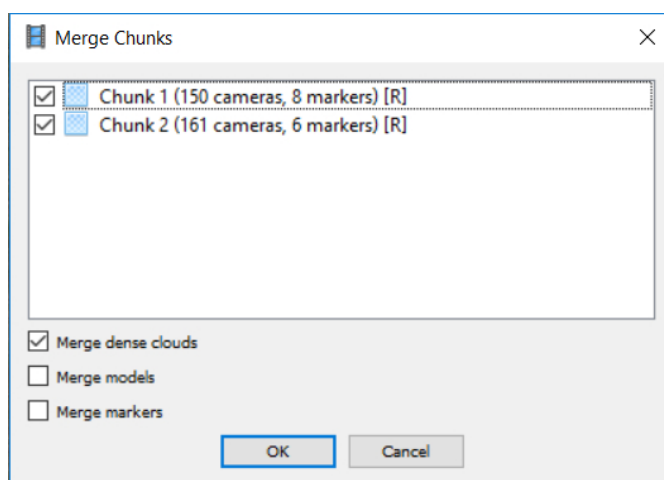 Merge Chunks
Chunk 1 (150 cameras, 8 markers) [R]
Chunk 2 (161 cameras, 6 markers) [R]
Merge dense clouds
Merge models
Merge markers
OK Cancel